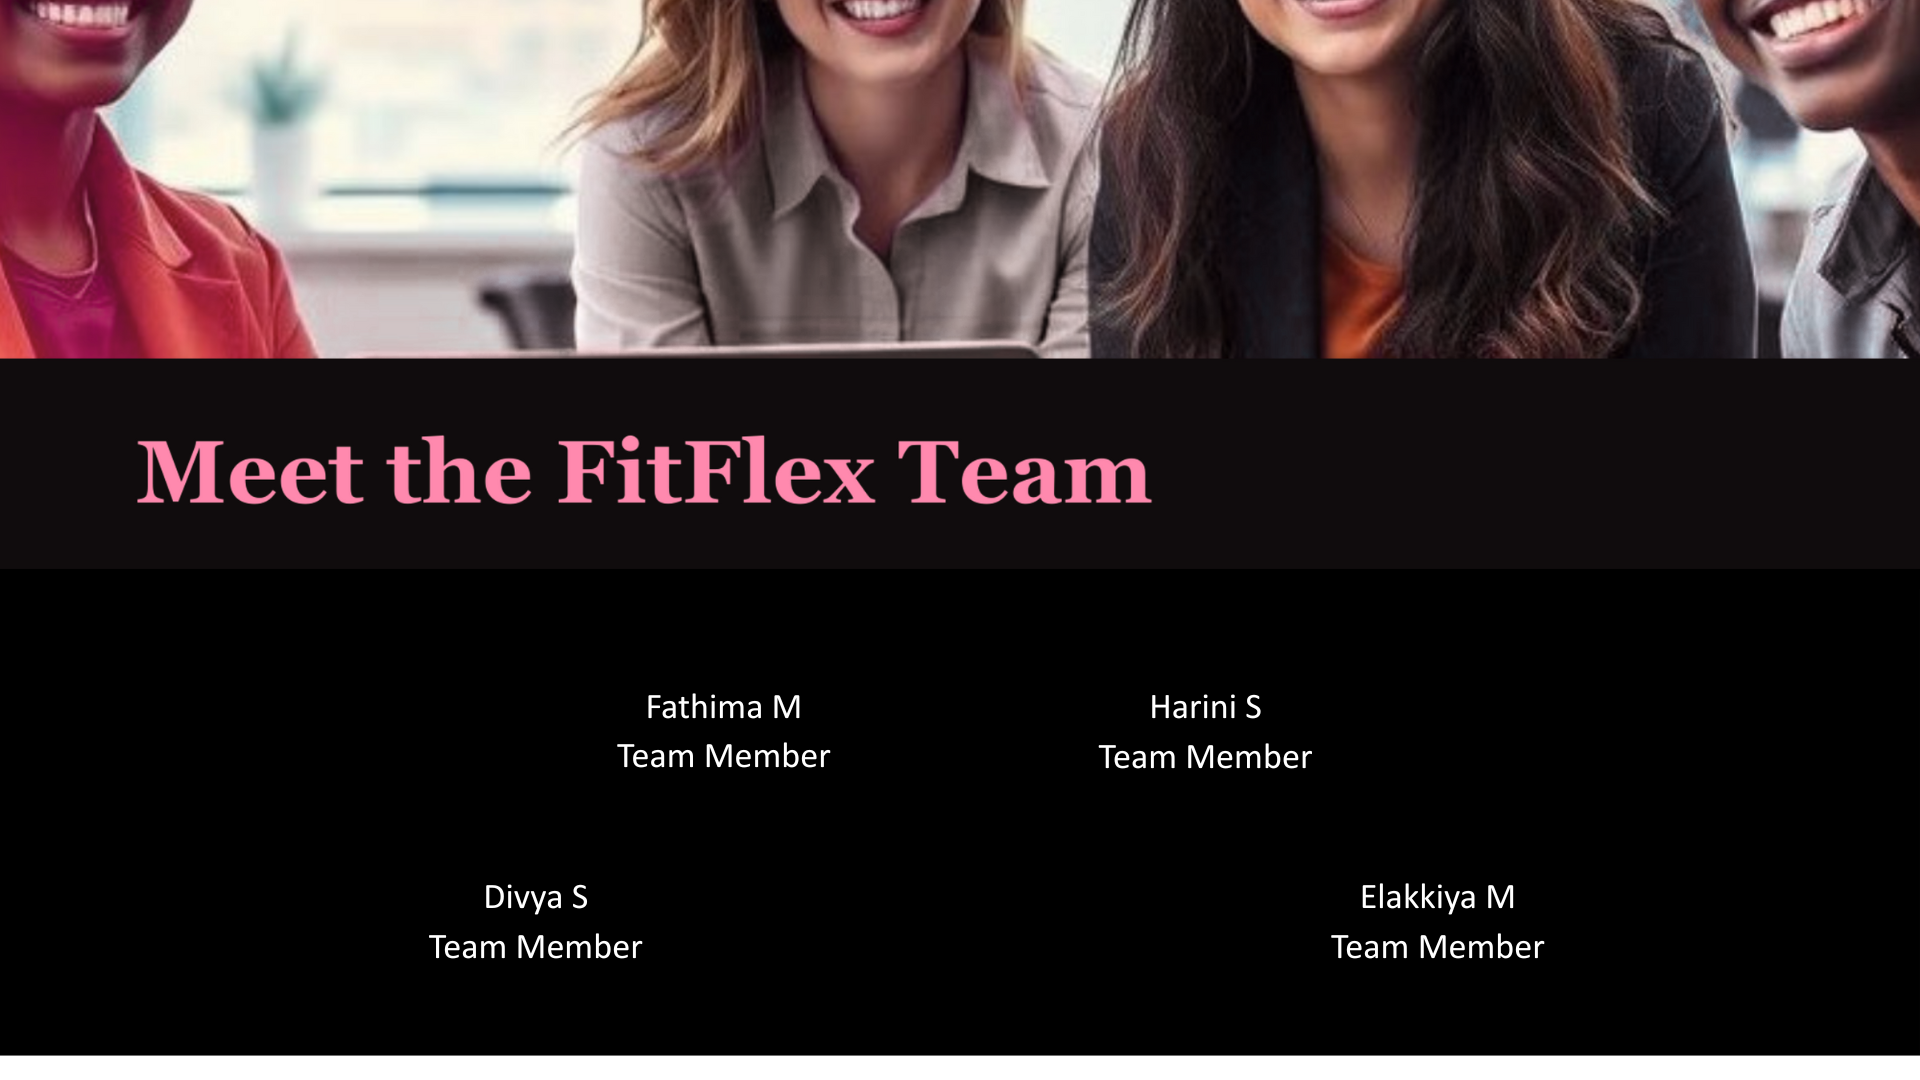 Meet the FitFlex Team
Fathima M
Team Member
Harini S
Team Member
Divya S
Team Member
Elakkiya M
Team Member